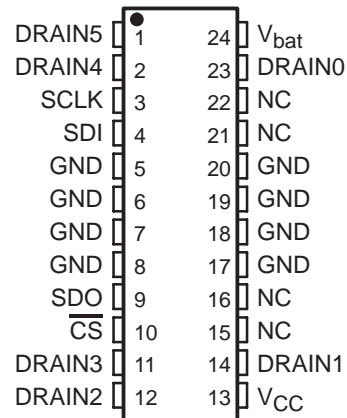 DRAIN5 1 24 Vbat
DRAIN4 2 23 DRAIN0
SCLK 3 22 NC
SDI 4 21 NC
GND 5 20 GND
GND 6 19 GND
GND 7 18 GND
GND 8 17 GND
SDO 9 16 NC
C̅S̅ 10 15 NC
DRAIN3 11 14 DRAIN1
DRAIN2 12 13 VCC